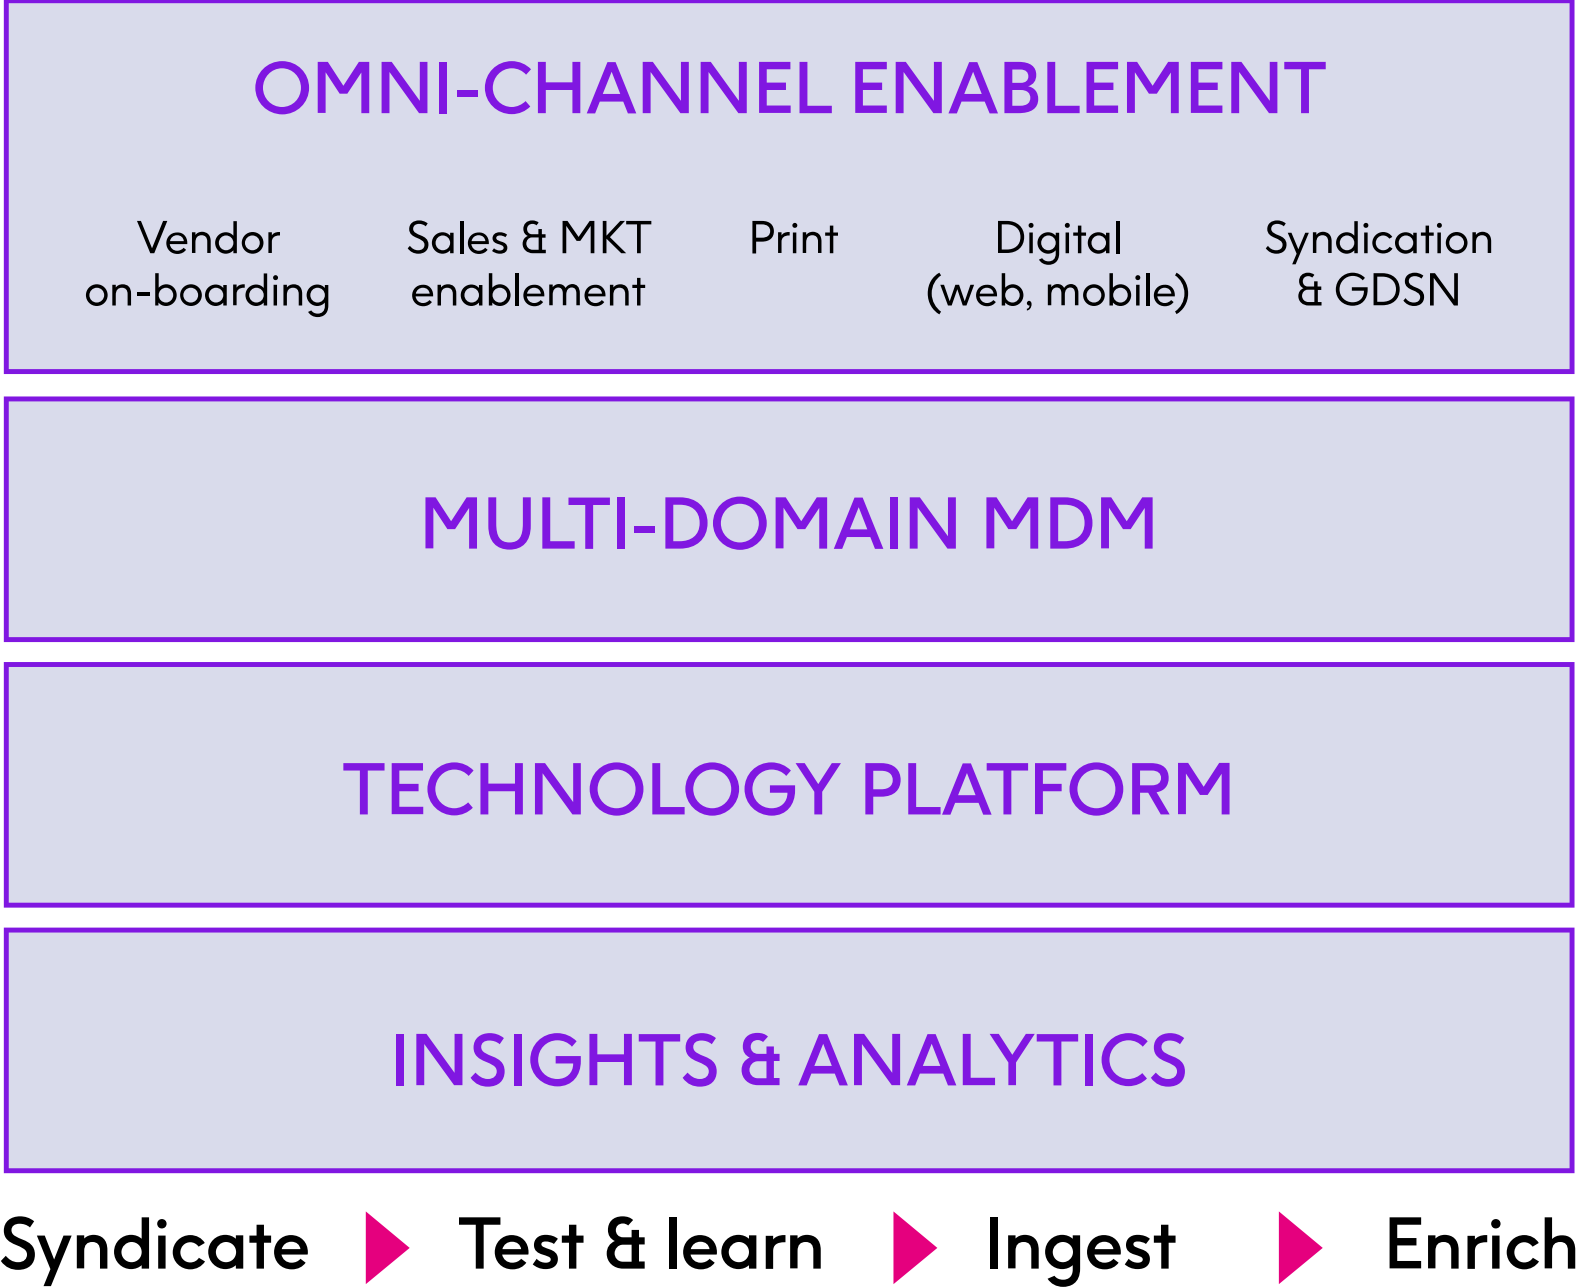 OMNI-CHANNEL ENABLEMENT
Vendor
on-boarding
Sales & MKT
enablement
Print
Digital
(web, mobile)
Syndication
& GDSN
MULTI-DOMAIN MDM
TECHNOLOGY PLATFORM
INSIGHTS & ANALYTICS
Syndicate
Test & learn
Ingest
Enrich